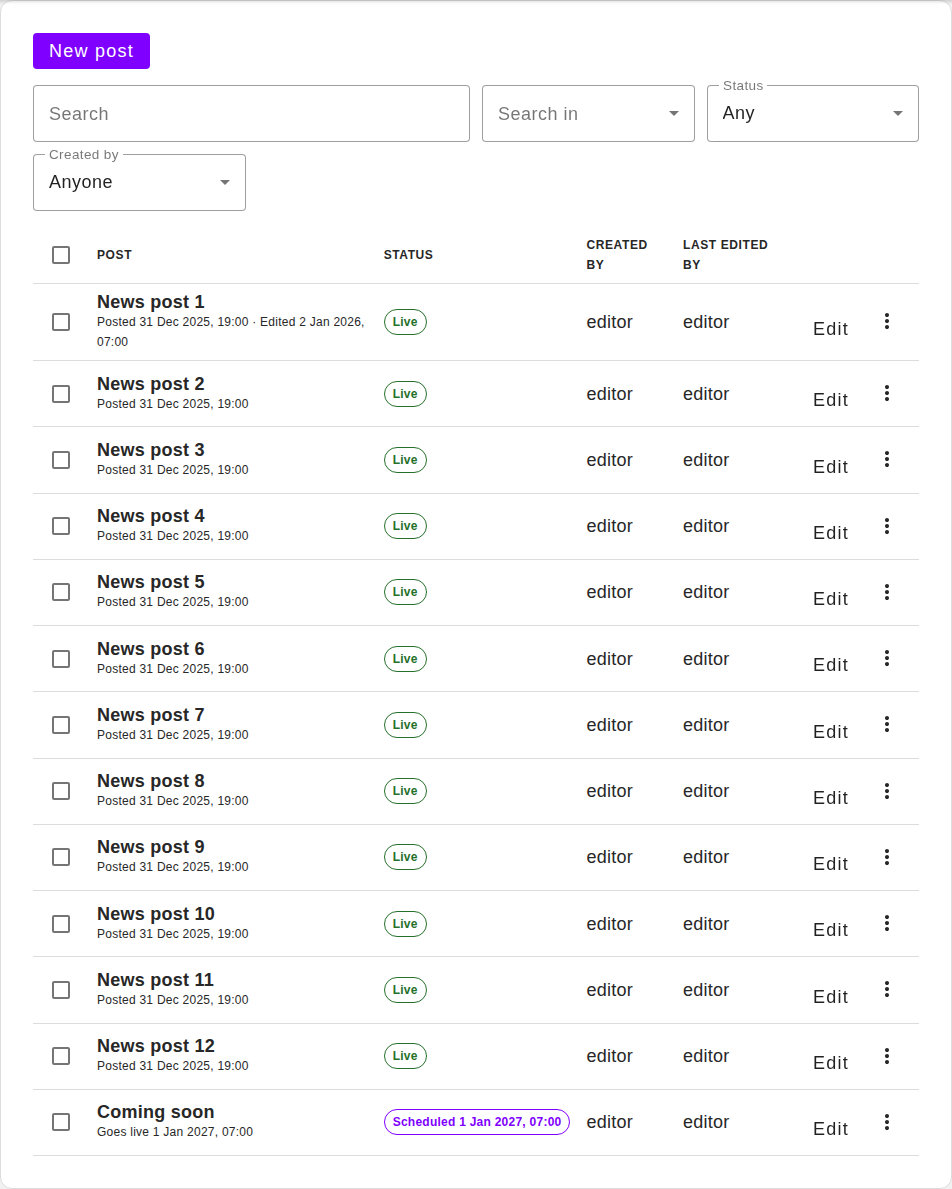 New post
Search
Search in
Status
Any
Created by
Anyone
POST STATUS CREATED BY LAST EDITED BY
News post 1
Posted 31 Dec 2025, 19:00 · Edited 2 Jan 2026,
07:00
Live editor editor Edit
News post 2
Posted 31 Dec 2025, 19:00
Live editor editor Edit
News post 3
Posted 31 Dec 2025, 19:00
Live editor editor Edit
News post 4
Posted 31 Dec 2025, 19:00
Live editor editor Edit
News post 5
Posted 31 Dec 2025, 19:00
Live editor editor Edit
News post 6
Posted 31 Dec 2025, 19:00
Live editor editor Edit
News post 7
Posted 31 Dec 2025, 19:00
Live editor editor Edit
News post 8
Posted 31 Dec 2025, 19:00
Live editor editor Edit
News post 9
Posted 31 Dec 2025, 19:00
Live editor editor Edit
News post 10
Posted 31 Dec 2025, 19:00
Live editor editor Edit
News post 11
Posted 31 Dec 2025, 19:00
Live editor editor Edit
News post 12
Posted 31 Dec 2025, 19:00
Live editor editor Edit
Coming soon
Goes live 1 Jan 2027, 07:00
Scheduled 1 Jan 2027, 07:00 editor editor Edit